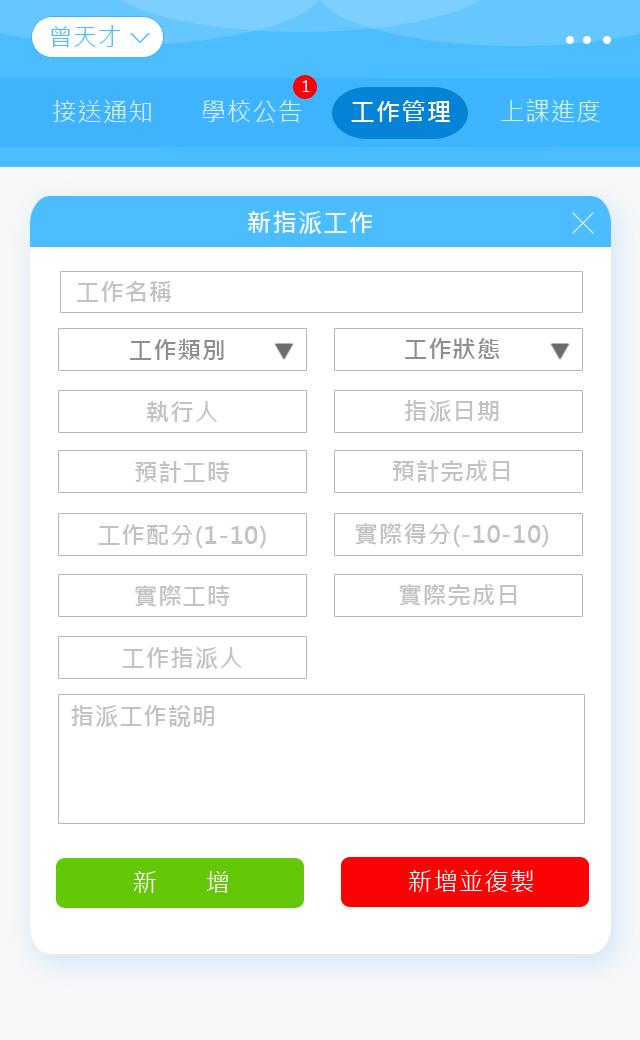 曾天才
接送通知 學校公告 1 工作管理 上課進度
新指派工作
工作名稱
工作類別 工作狀態
執行人 指派日期
預計工時 預計完成日
工作配分(1-10) 實際得分(-10-10)
實際工時 實際完成日
工作指派人
指派工作說明
新 增 新增並復製